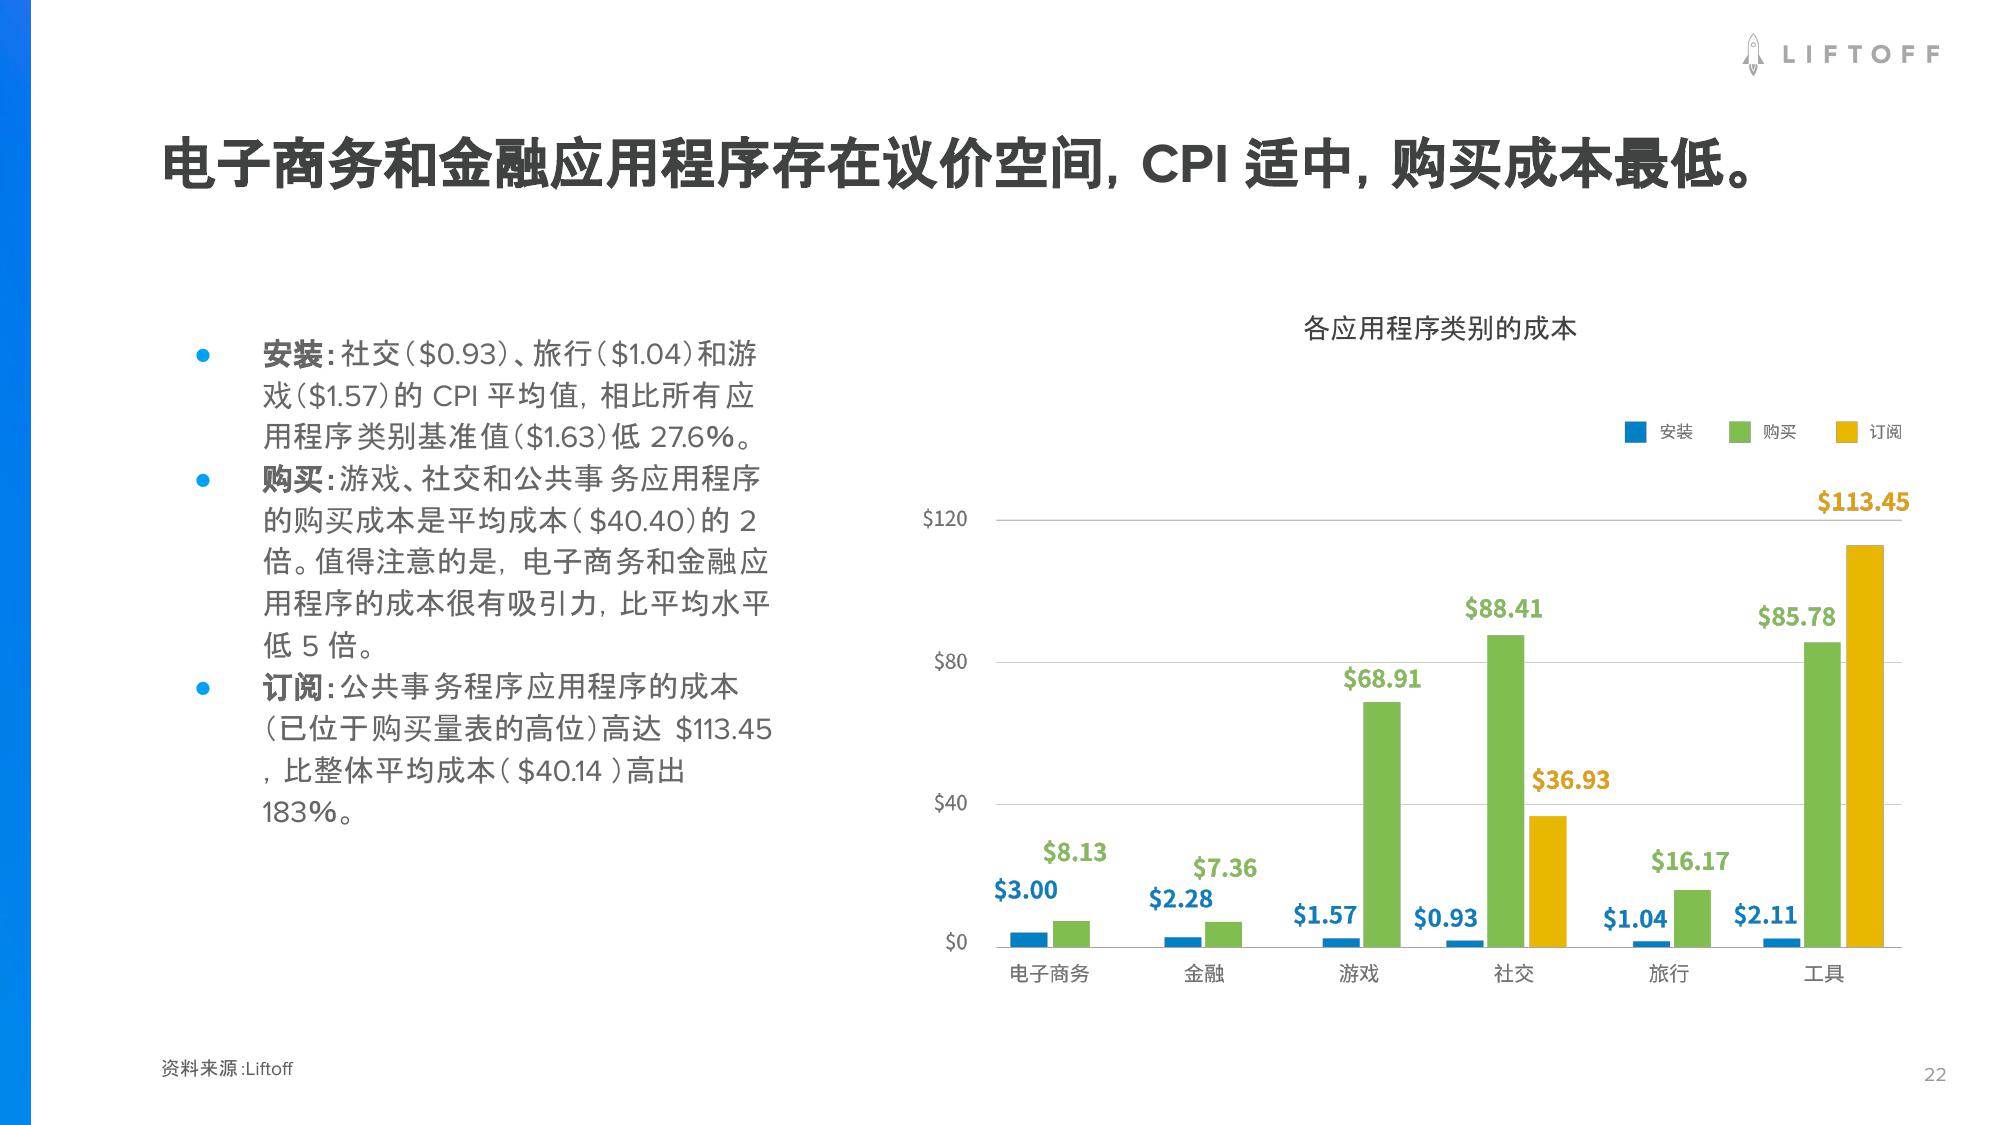 LIFTOFF
电子商务和金融应用程序存在议价空间, CPI 适中, 购买成本最低。
● 安装:社交($0.93)、旅行($1.04)和游
戏($1.57)的 CPI 平均值, 相比所有应
用程序类别基准值($1.63)低 27.6%。
● 购买:游戏、社交和公共事务应用程序
的购买成本是平均成本($40.40)的 2
倍。值得注意的是, 电子商务和金融应
用程序的成本很有吸引力, 比平均水平
低 5 倍。
● 订阅:公共事务程序应用程序的成本
(已位于购买量表的高位)高达 $113.45
, 比整体平均成本($40.14)高出
183%。
各应用程序类别的成本
安装 购买 订阅
$120
$80
$40
$0
$3.00 $8.13
$2.28 $7.36
$1.57 $68.91
$0.93 $88.41 $36.93
$1.04 $16.17
$2.11 $85.78 $113.45
电子商务 金融 游戏 社交 旅行 工具
资料来源:Liftoff
22